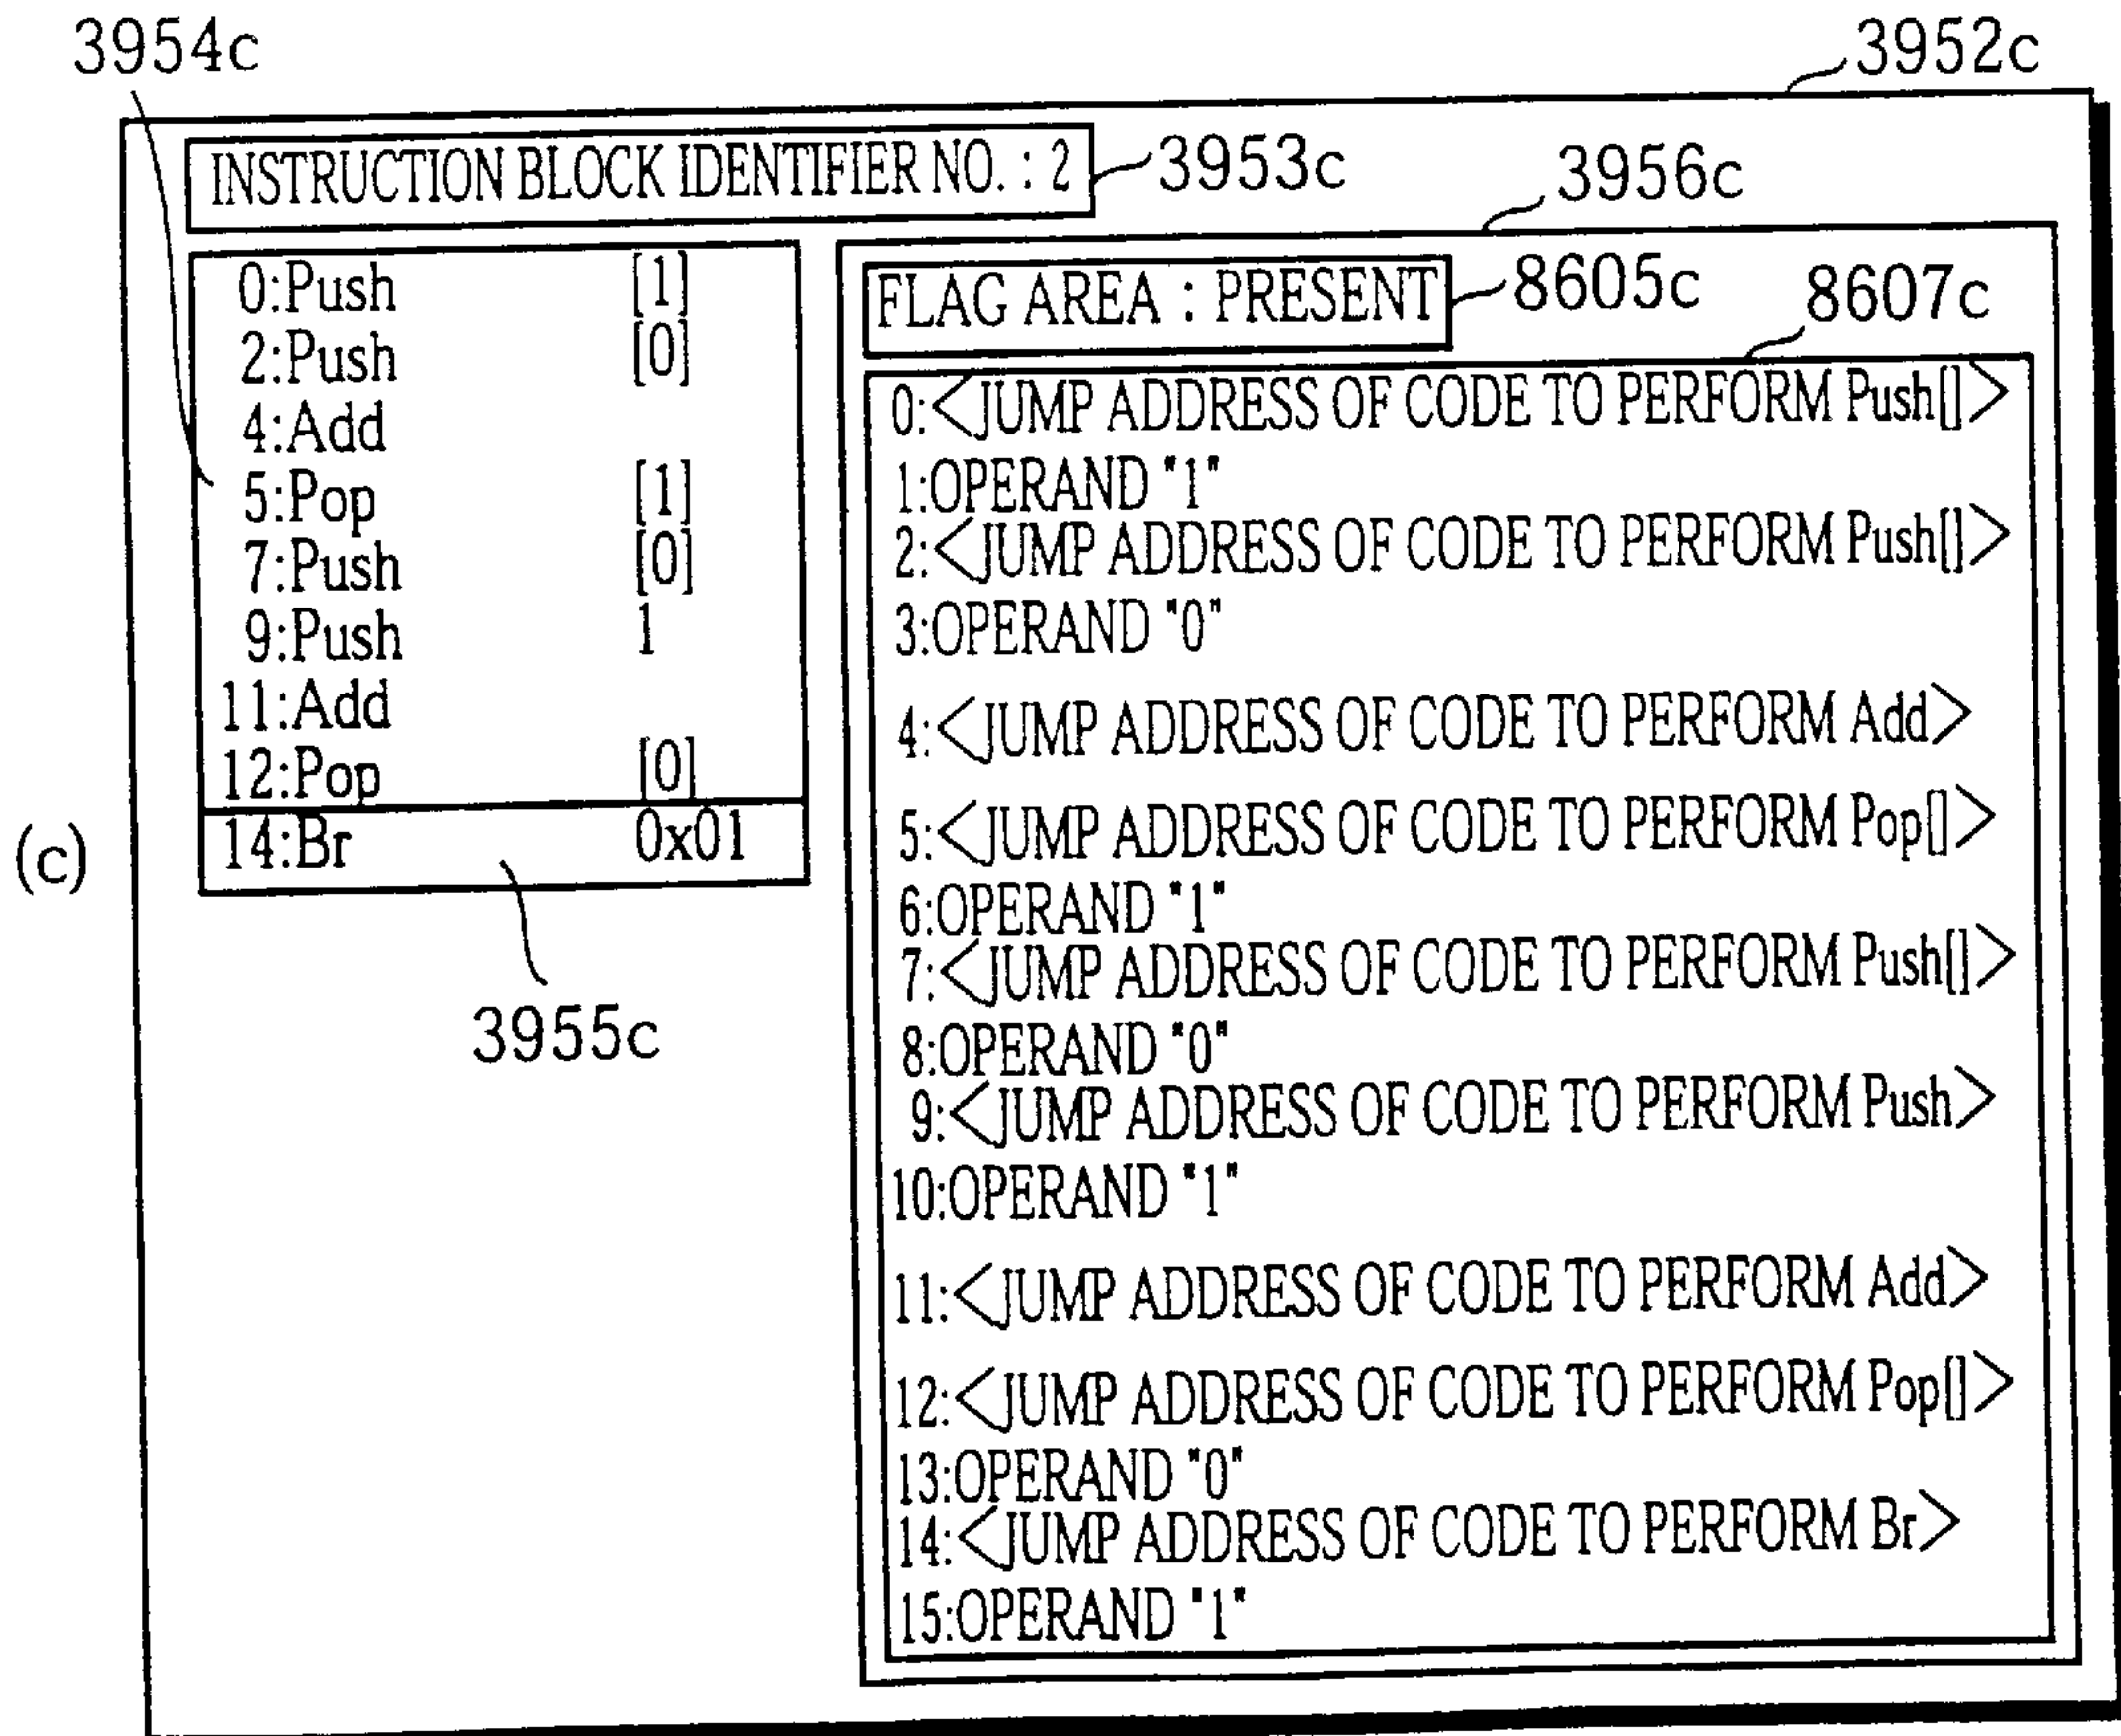 3954c
3952c
INSTRUCTION BLOCK IDENTIFIER NO. : 2
3953c
3956c
0:Push [1]
2:Push [0]
4:Add
5:Pop [1]
7:Push [0]
9:Push 1
11:Add
12:Pop [0]
14:Br 0x01
(c)
3955c
FLAG AREA : PRESENT
8605c
8607c
0:<JUMP ADDRESS OF CODE TO PERFORM Push[]>
1:OPERAND "1"
2:<JUMP ADDRESS OF CODE TO PERFORM Push[]>
3:OPERAND "0"
4:<JUMP ADDRESS OF CODE TO PERFORM Add>
5:<JUMP ADDRESS OF CODE TO PERFORM Pop[]>
6:OPERAND "1"
7:<JUMP ADDRESS OF CODE TO PERFORM Push[]>
8:OPERAND "0"
9:<JUMP ADDRESS OF CODE TO PERFORM Push>
10:OPERAND "1"
11:<JUMP ADDRESS OF CODE TO PERFORM Add>
12:<JUMP ADDRESS OF CODE TO PERFORM Pop[]>
13:OPERAND "0"
14:<JUMP ADDRESS OF CODE TO PERFORM Br>
15:OPERAND "1"